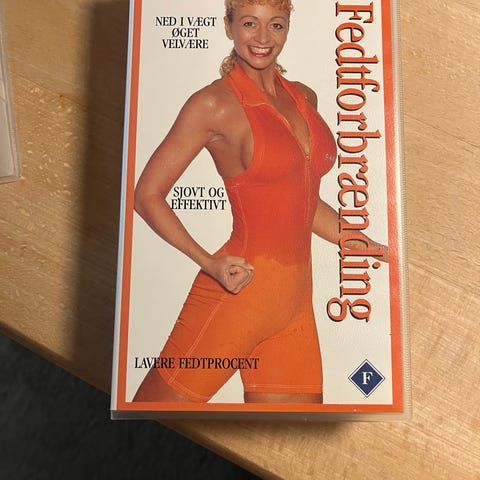 NED I VÆGT
ØGET
VELVÆRE
Fedtforbrænding
SJOVT OG
EFFEKTIVT
LAVERE FEDTPROCENT
F